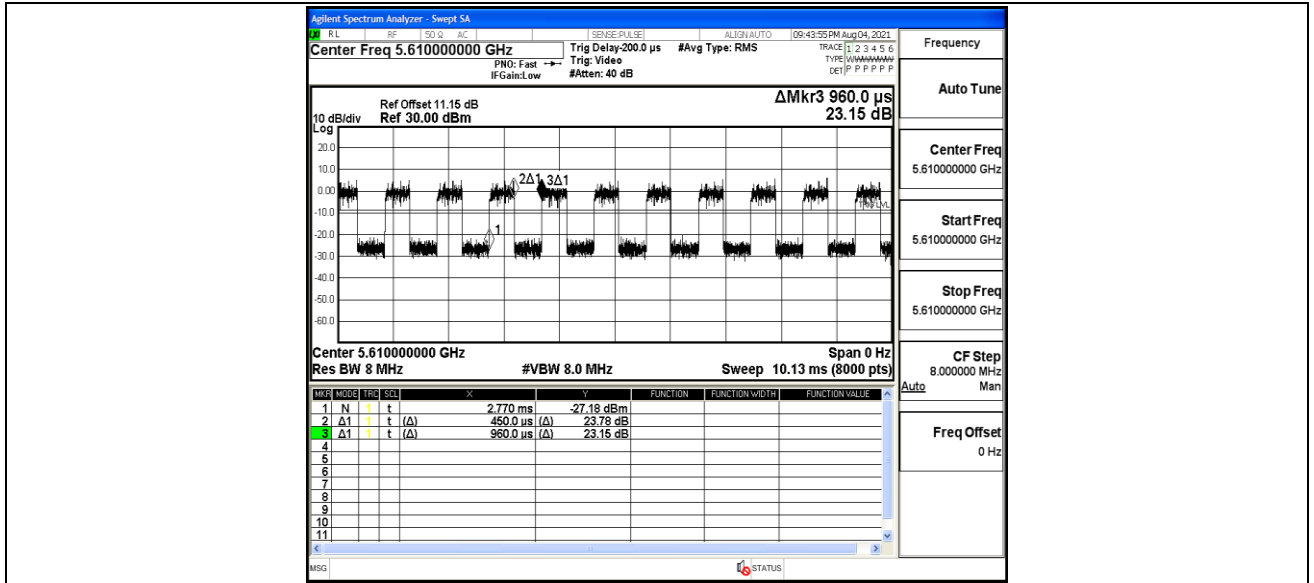 Agilent Spectrum Analyzer - Swept SA
LXI RL RF 50 Ω AC SENSE:PULSE ALIGN AUTO 09:43:55 PM Aug 04, 2021
Center Freq 5.610000000 GHz Trig Delay-200.0 µs #Avg Type: RMS TRACE 1 2 3 4 5 6
PNO: Fast Trig: Video TYPE WWWWWW
IFGain:Low #Atten: 40 dB DET P P P P P P
Frequency
Auto Tune
ΔMkr3 960.0 µs
23.15 dB
Ref Offset 11.15 dB
10 dB/div Ref 30.00 dBm
Log
20.0
10.0
0.00
-10.0
-20.0
-30.0
-40.0
-50.0
-60.0
2Δ1
3Δ1
1
TRIG LVL
Center 5.610000000 GHz Span 0 Hz
Res BW 8 MHz #VBW 8.0 MHz Sweep 10.13 ms (8000 pts)
MKR MODE TRC SCL X Y FUNCTION FUNCTION WIDTH FUNCTION VALUE
1 N 1 t 2.770 ms -27.18 dBm
2 Δ1 1 t (Δ) 450.0 µs (Δ) 23.78 dB
3 Δ1 1 t (Δ) 960.0 µs (Δ) 23.15 dB
4
5
6
7
8
9
10
11
MSG STATUS
Center Freq
5.610000000 GHz
Start Freq
5.610000000 GHz
Stop Freq
5.610000000 GHz
CF Step
8.000000 MHz
Auto Man
Freq Offset
0 Hz